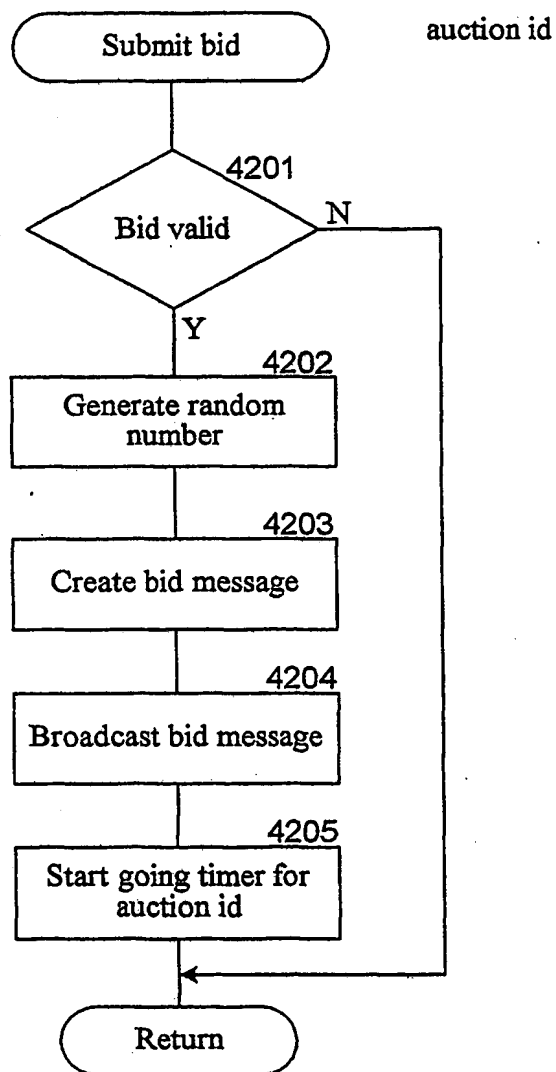 Submit bid
auction id
4201
Bid valid
N
Y
4202
Generate random
number
4203
Create bid message
4204
Broadcast bid message
4205
Start going timer for
auction id
Return